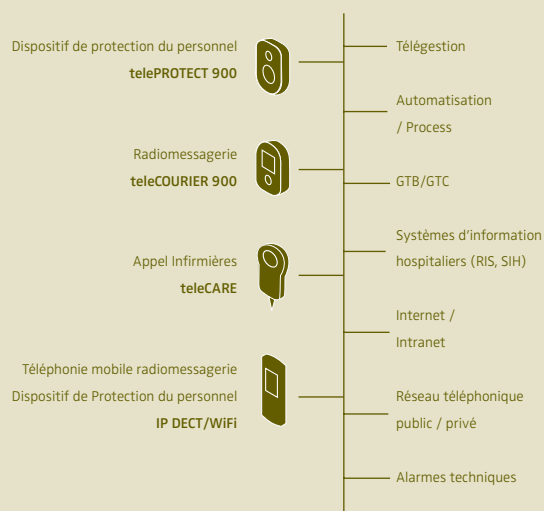 Dispositif de protection du personnel
telePROTECT 900
Radiomessagerie
teleCOURIER 900
Appel Infirmières
teleCARE
Téléphonie mobile radiomessagerie
Dispositif de Protection du personnel
IP DECT/WiFi
Télégestion
Automatisation
/ Process
GTB/GTC
Systèmes d'information
hospitaliers (RIS, SIH)
Internet /
Intranet
Réseau téléphonique
public / privé
Alarmes techniques